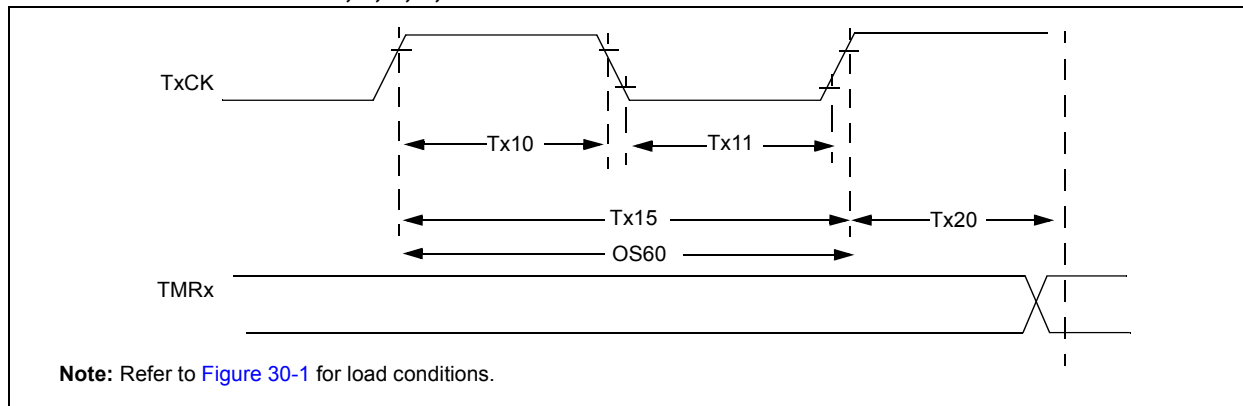 TxCK
Tx10
Tx11
Tx15
Tx20
OS60
TMRx
Note: Refer to Figure 30-1 for load conditions.